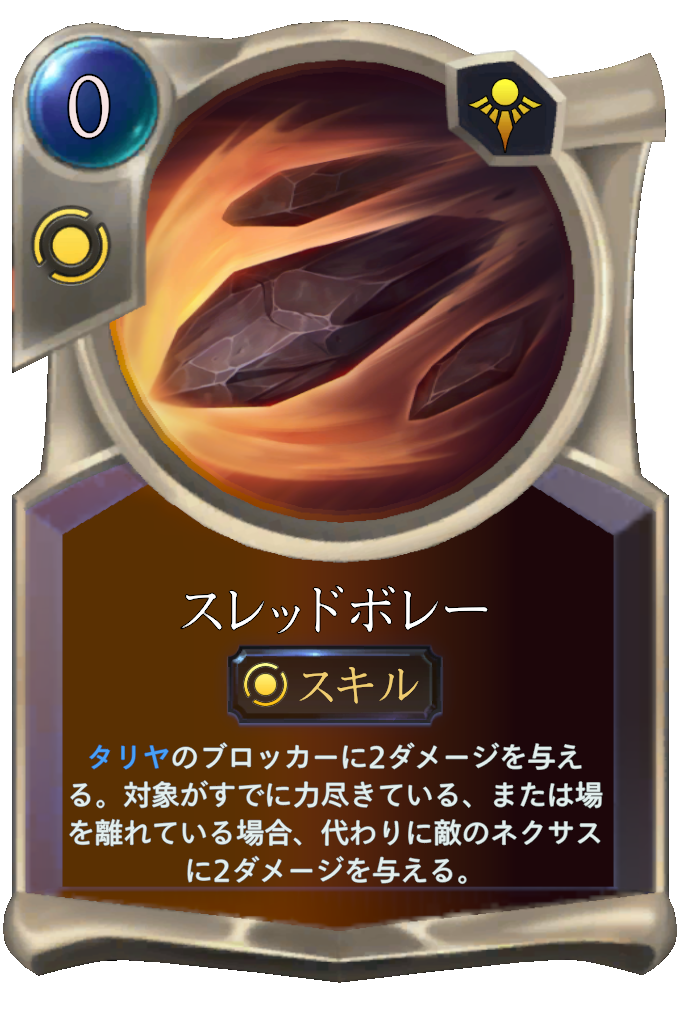 0
スレッドボレー
スキル
タリヤのブロッカーに2ダメージを与え
る。対象がすでに力尽きている、または場
を離れている場合、代わりに敵のネクサス
に2ダメージを与える。